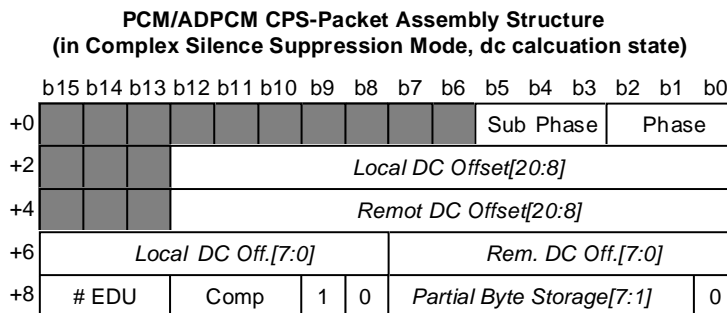 PCM/ADPCM CPS-Packet Assembly Structure
(in Complex Silence Suppression Mode, dc calcuation state)
b15 b14 b13 b12 b11 b10 b9 b8 b7 b6 b5 b4 b3 b2 b1 b0
+0 Sub Phase Phase
+2 Local DC Offset[20:8]
+4 Remot DC Offset[20:8]
+6 Local DC Off.[7:0] Rem. DC Off.[7:0]
+8 # EDU Comp 1 0 Partial Byte Storage[7:1] 0